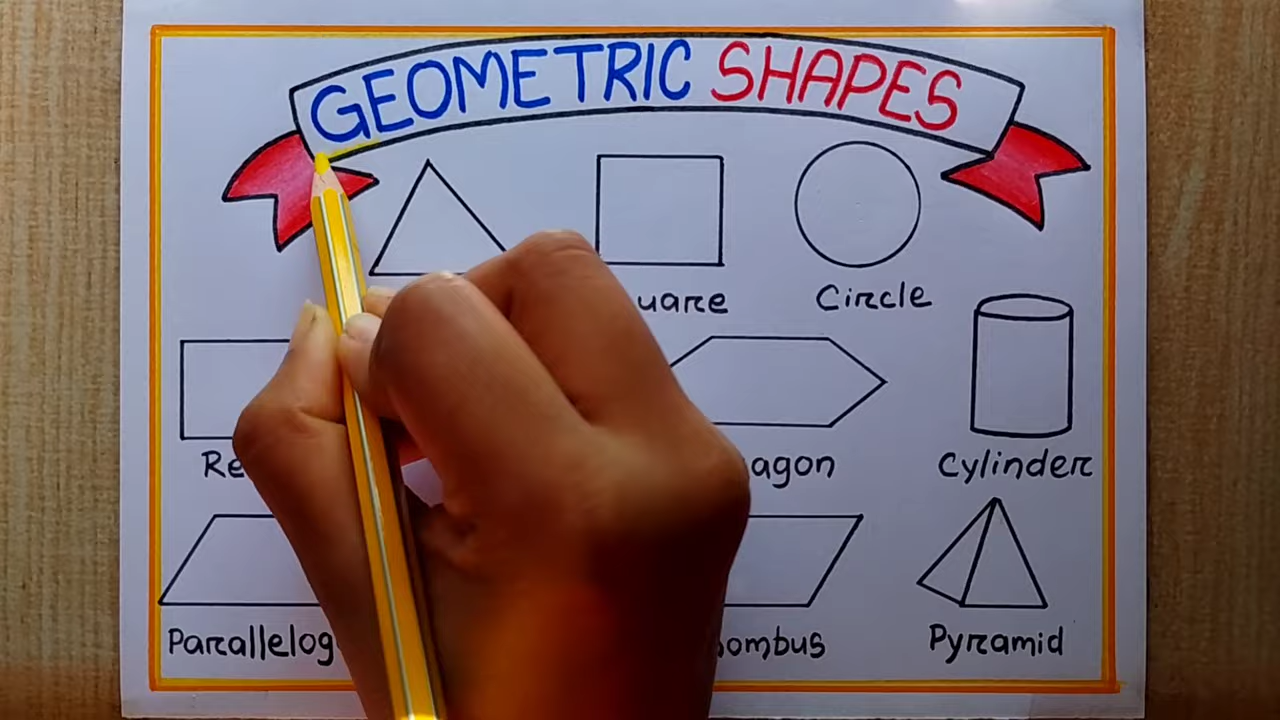 GEOMETRIC SHAPES
uare Circle
Re agon Cylinder
Parallelog ombus Pyramid